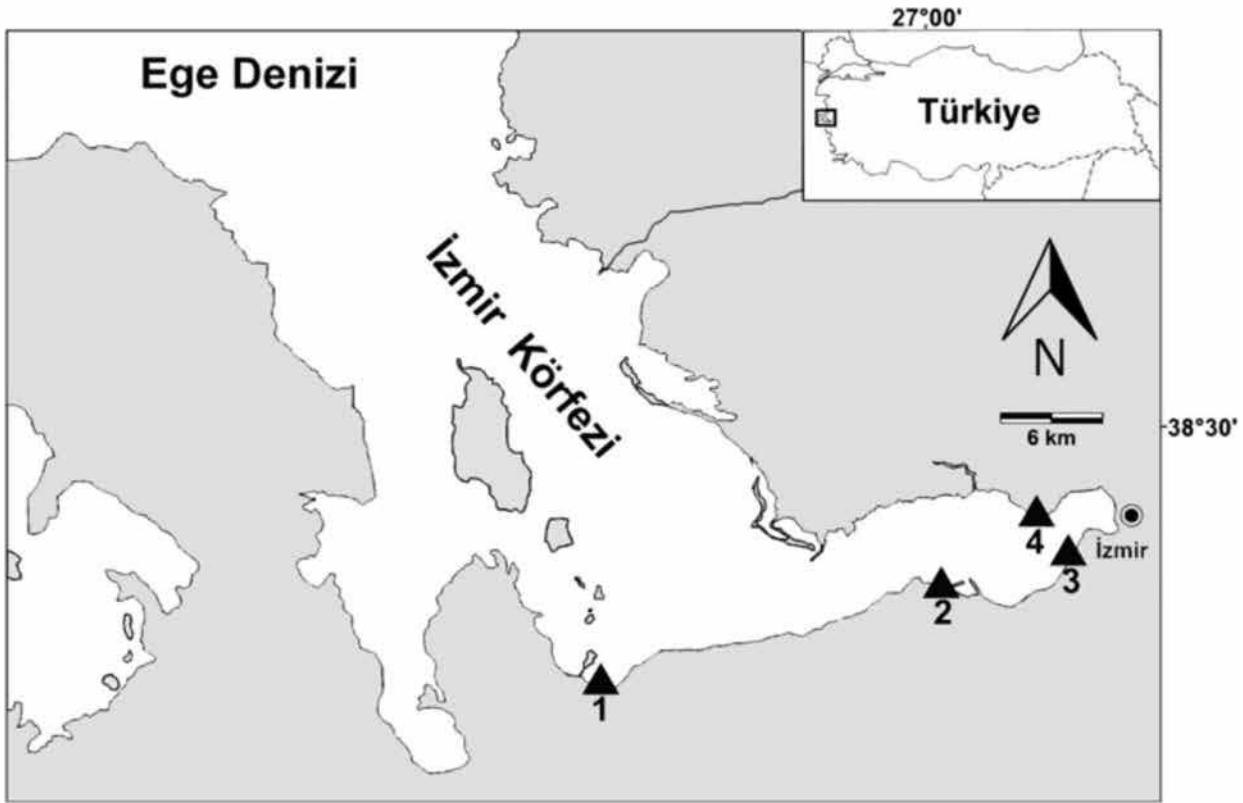 27°00'
Ege Denizi
Türkiye
İzmir Körfezi
N
6 km
38°30'
4
İzmir
3
2
1